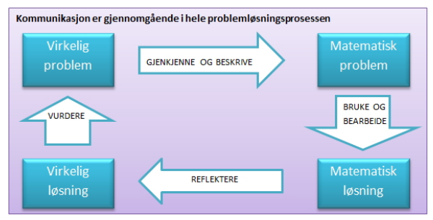 Kommunikasjon er gjennomgående i hele problemløsningsprosessen
Virkelig
problem
GJENKJENNE OG BESKRIVE
Matematisk
problem
VURDERE
BRUKE OG
BEARBEIDE
Virkelig
løsning
REFLEKTERE
Matematisk
løsning